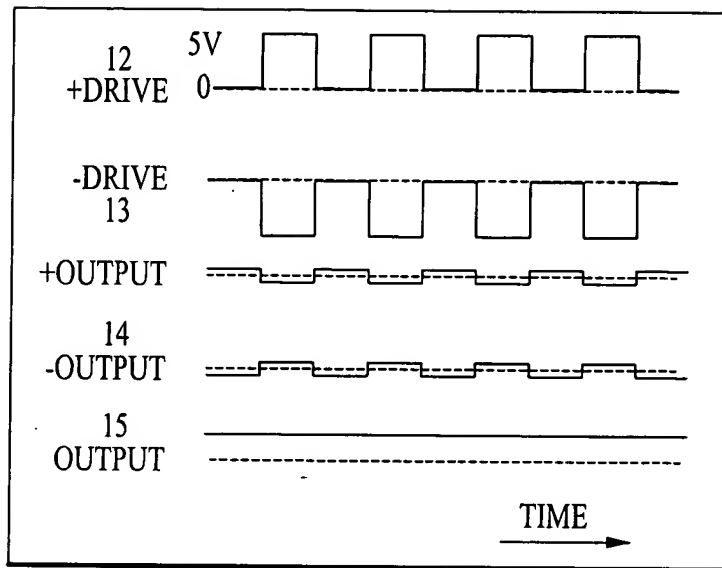 5V
12
+DRIVE 0
-DRIVE
13
+OUTPUT
14
-OUTPUT
15
OUTPUT
TIME